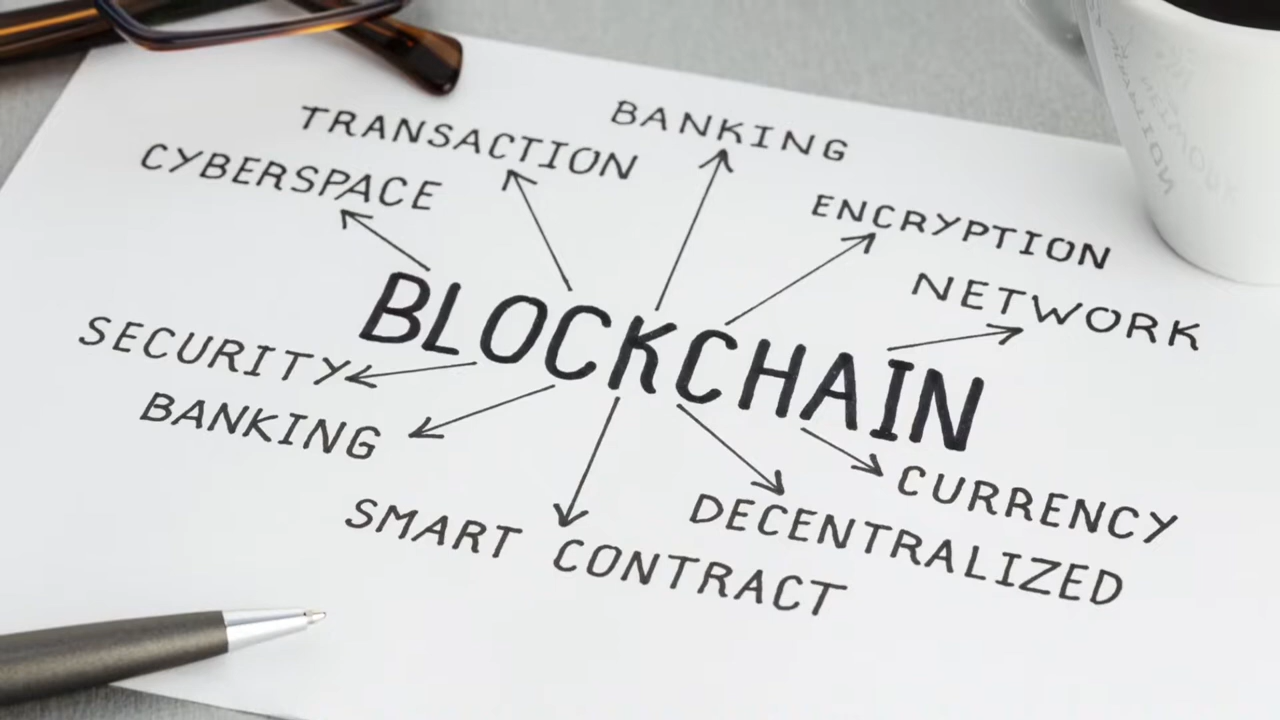 BANKING
TRANSACTION
CYBERSPACE
ENCRYPTION
NETWORK
BLOCKCHAIN
SECURITY
BANKING
CURRENCY
DECENTRALIZED
SMART CONTRACT